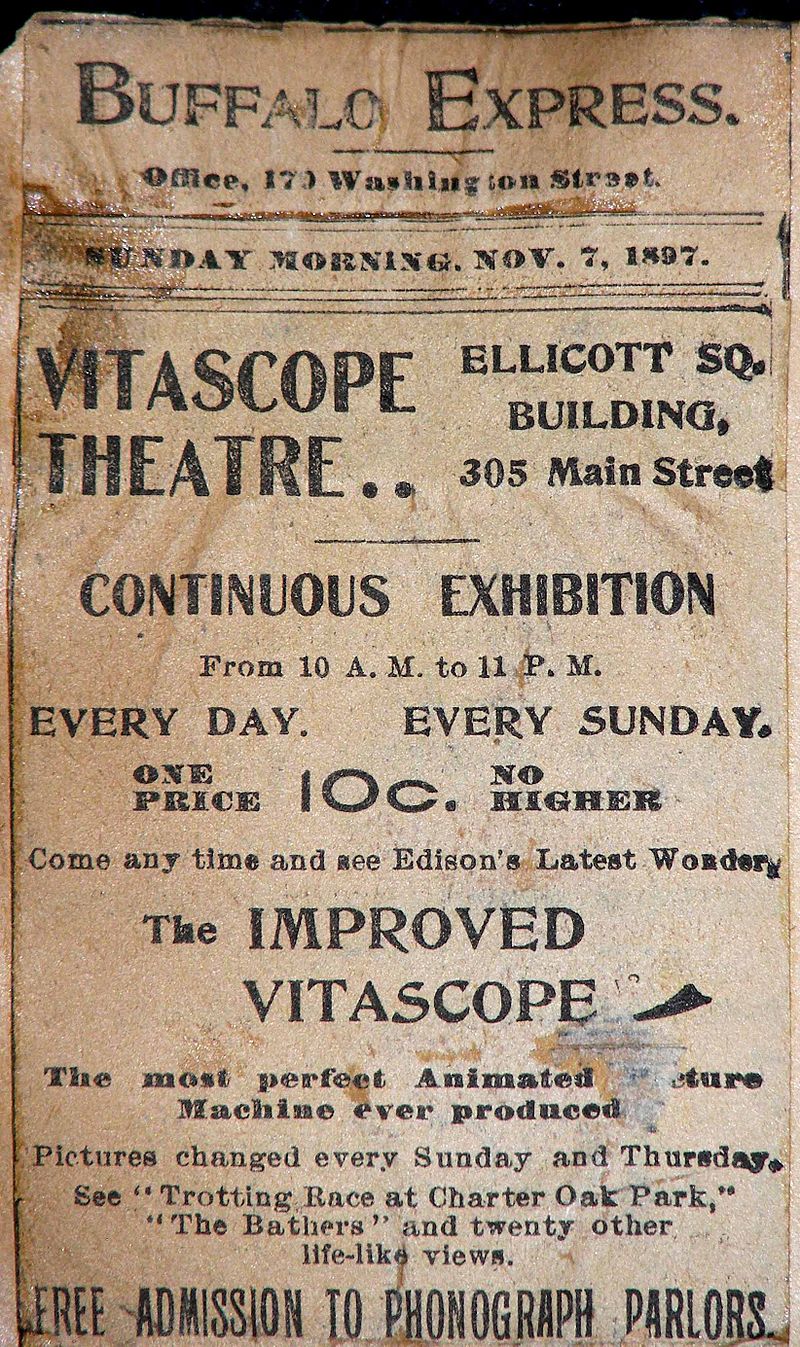 BUFFALO EXPRESS.
Office, 179 Washington Street.
SUNDAY MORNING, NOV. 7, 1897.
VITASCOPE
THEATRE..
ELLICOTT SQ.
BUILDING,
305 Main Street
CONTINUOUS EXHIBITION
From 10 A. M. to 11 P. M.
EVERY DAY. EVERY SUNDAY.
ONE PRICE 10c. NO HIGHER
Come any time and see Edison's Latest Wonder,
The IMPROVED
VITASCOPE
The most perfect Animated
Machine ever produced
Pictures changed every Sunday and Thursday.
See "Trotting Race at Charter Oak Park,"
"The Bathers" and twenty other
life-like views.
FREE ADMISSION TO PHONOGRAPH PARLORS.